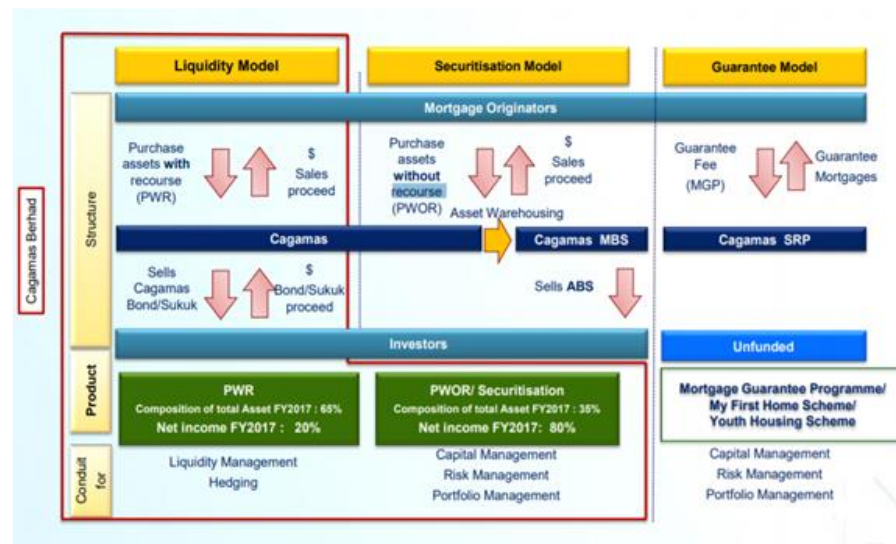 Liquidity Model
Securitisation Model
Guarantee Model
Cagamas Berhad
Structure
Mortgage Originators
Purchase
assets with
recourse
(PWR)
$
Sales
proceed
Purchase
assets
without
recourse
(PWOR)
$
Sales
proceed
Asset Warehousing
Guarantee
Fee
(MGP)
Guarantee
Mortgages
Cagamas
Cagamas MBS
Cagamas SRP
Sells
Cagamas
Bond/Sukuk
$
Bond/Sukuk
proceed
Sells ABS
Investors
Unfunded
Product
PWR
Composition of total Asset FY2017 : 65%
Net income FY2017 : 20%
PWOR/ Securitisation
Composition of total Asset FY2017 : 35%
Net income FY2017: 80%
Mortgage Guarantee Programme/
My First Home Scheme/
Youth Housing Scheme
Conduit
for
Liquidity Management
Hedging
Capital Management
Risk Management
Portfolio Management
Capital Management
Risk Management
Portfolio Management